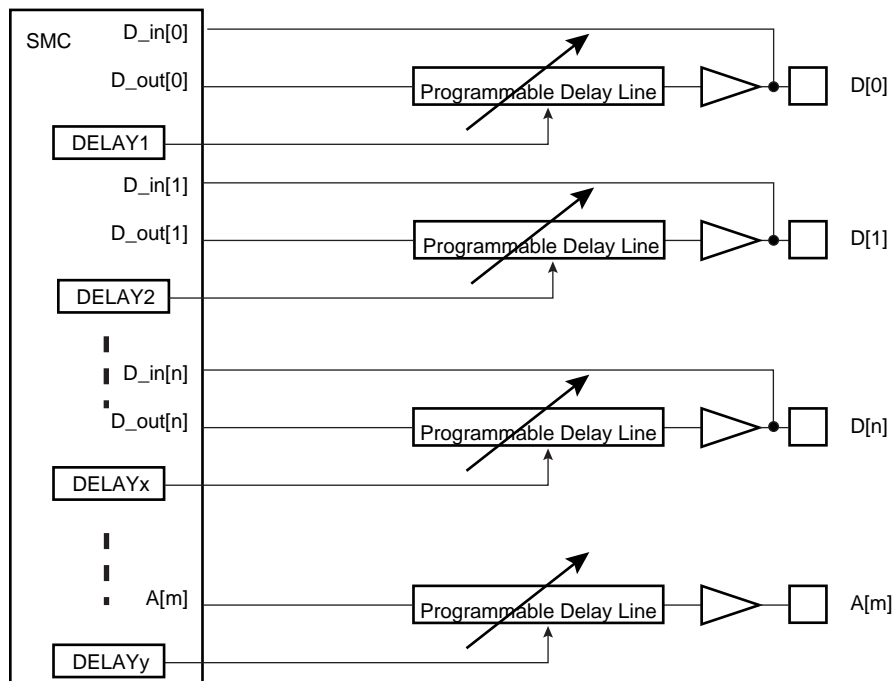 SMC
D_in[0]
D_out[0]
Programmable Delay Line
D[0]
DELAY1
D_in[1]
D_out[1]
Programmable Delay Line
D[1]
DELAY2
D_in[n]
D_out[n]
Programmable Delay Line
D[n]
DELAYx
A[m]
Programmable Delay Line
A[m]
DELAYy